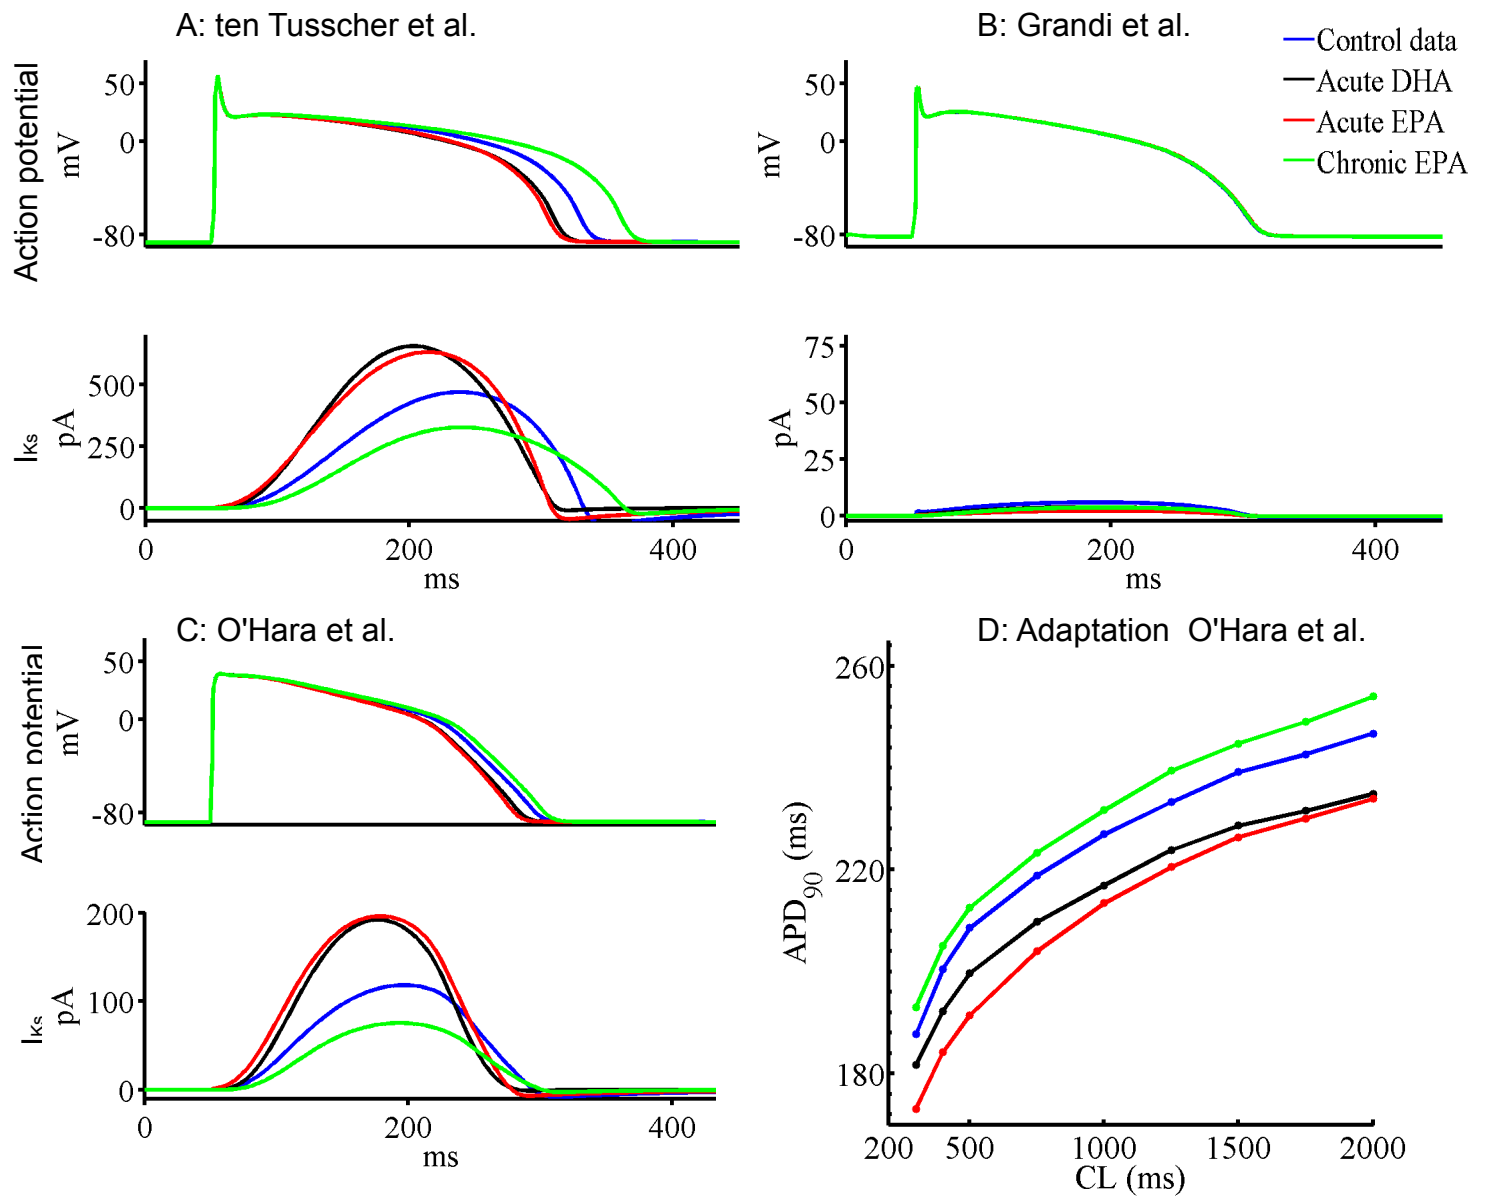 A: ten Tusscher et al.
B: Grandi et al.
Control data
Acute DHA
Acute EPA
Chronic EPA
Action potential
mV
50
0
-80
mV
50
0
-80
IKs
pA
500
250
0
0
200
400
ms
pA
75
50
25
0
0
200
400
ms
C: O'Hara et al.
Action potential
mV
50
0
-80
IKs
pA
200
100
0
0
200
400
ms
D: Adaptation O'Hara et al.
APD90 (ms)
260
220
180
200
500
1000
1500
2000
CL (ms)